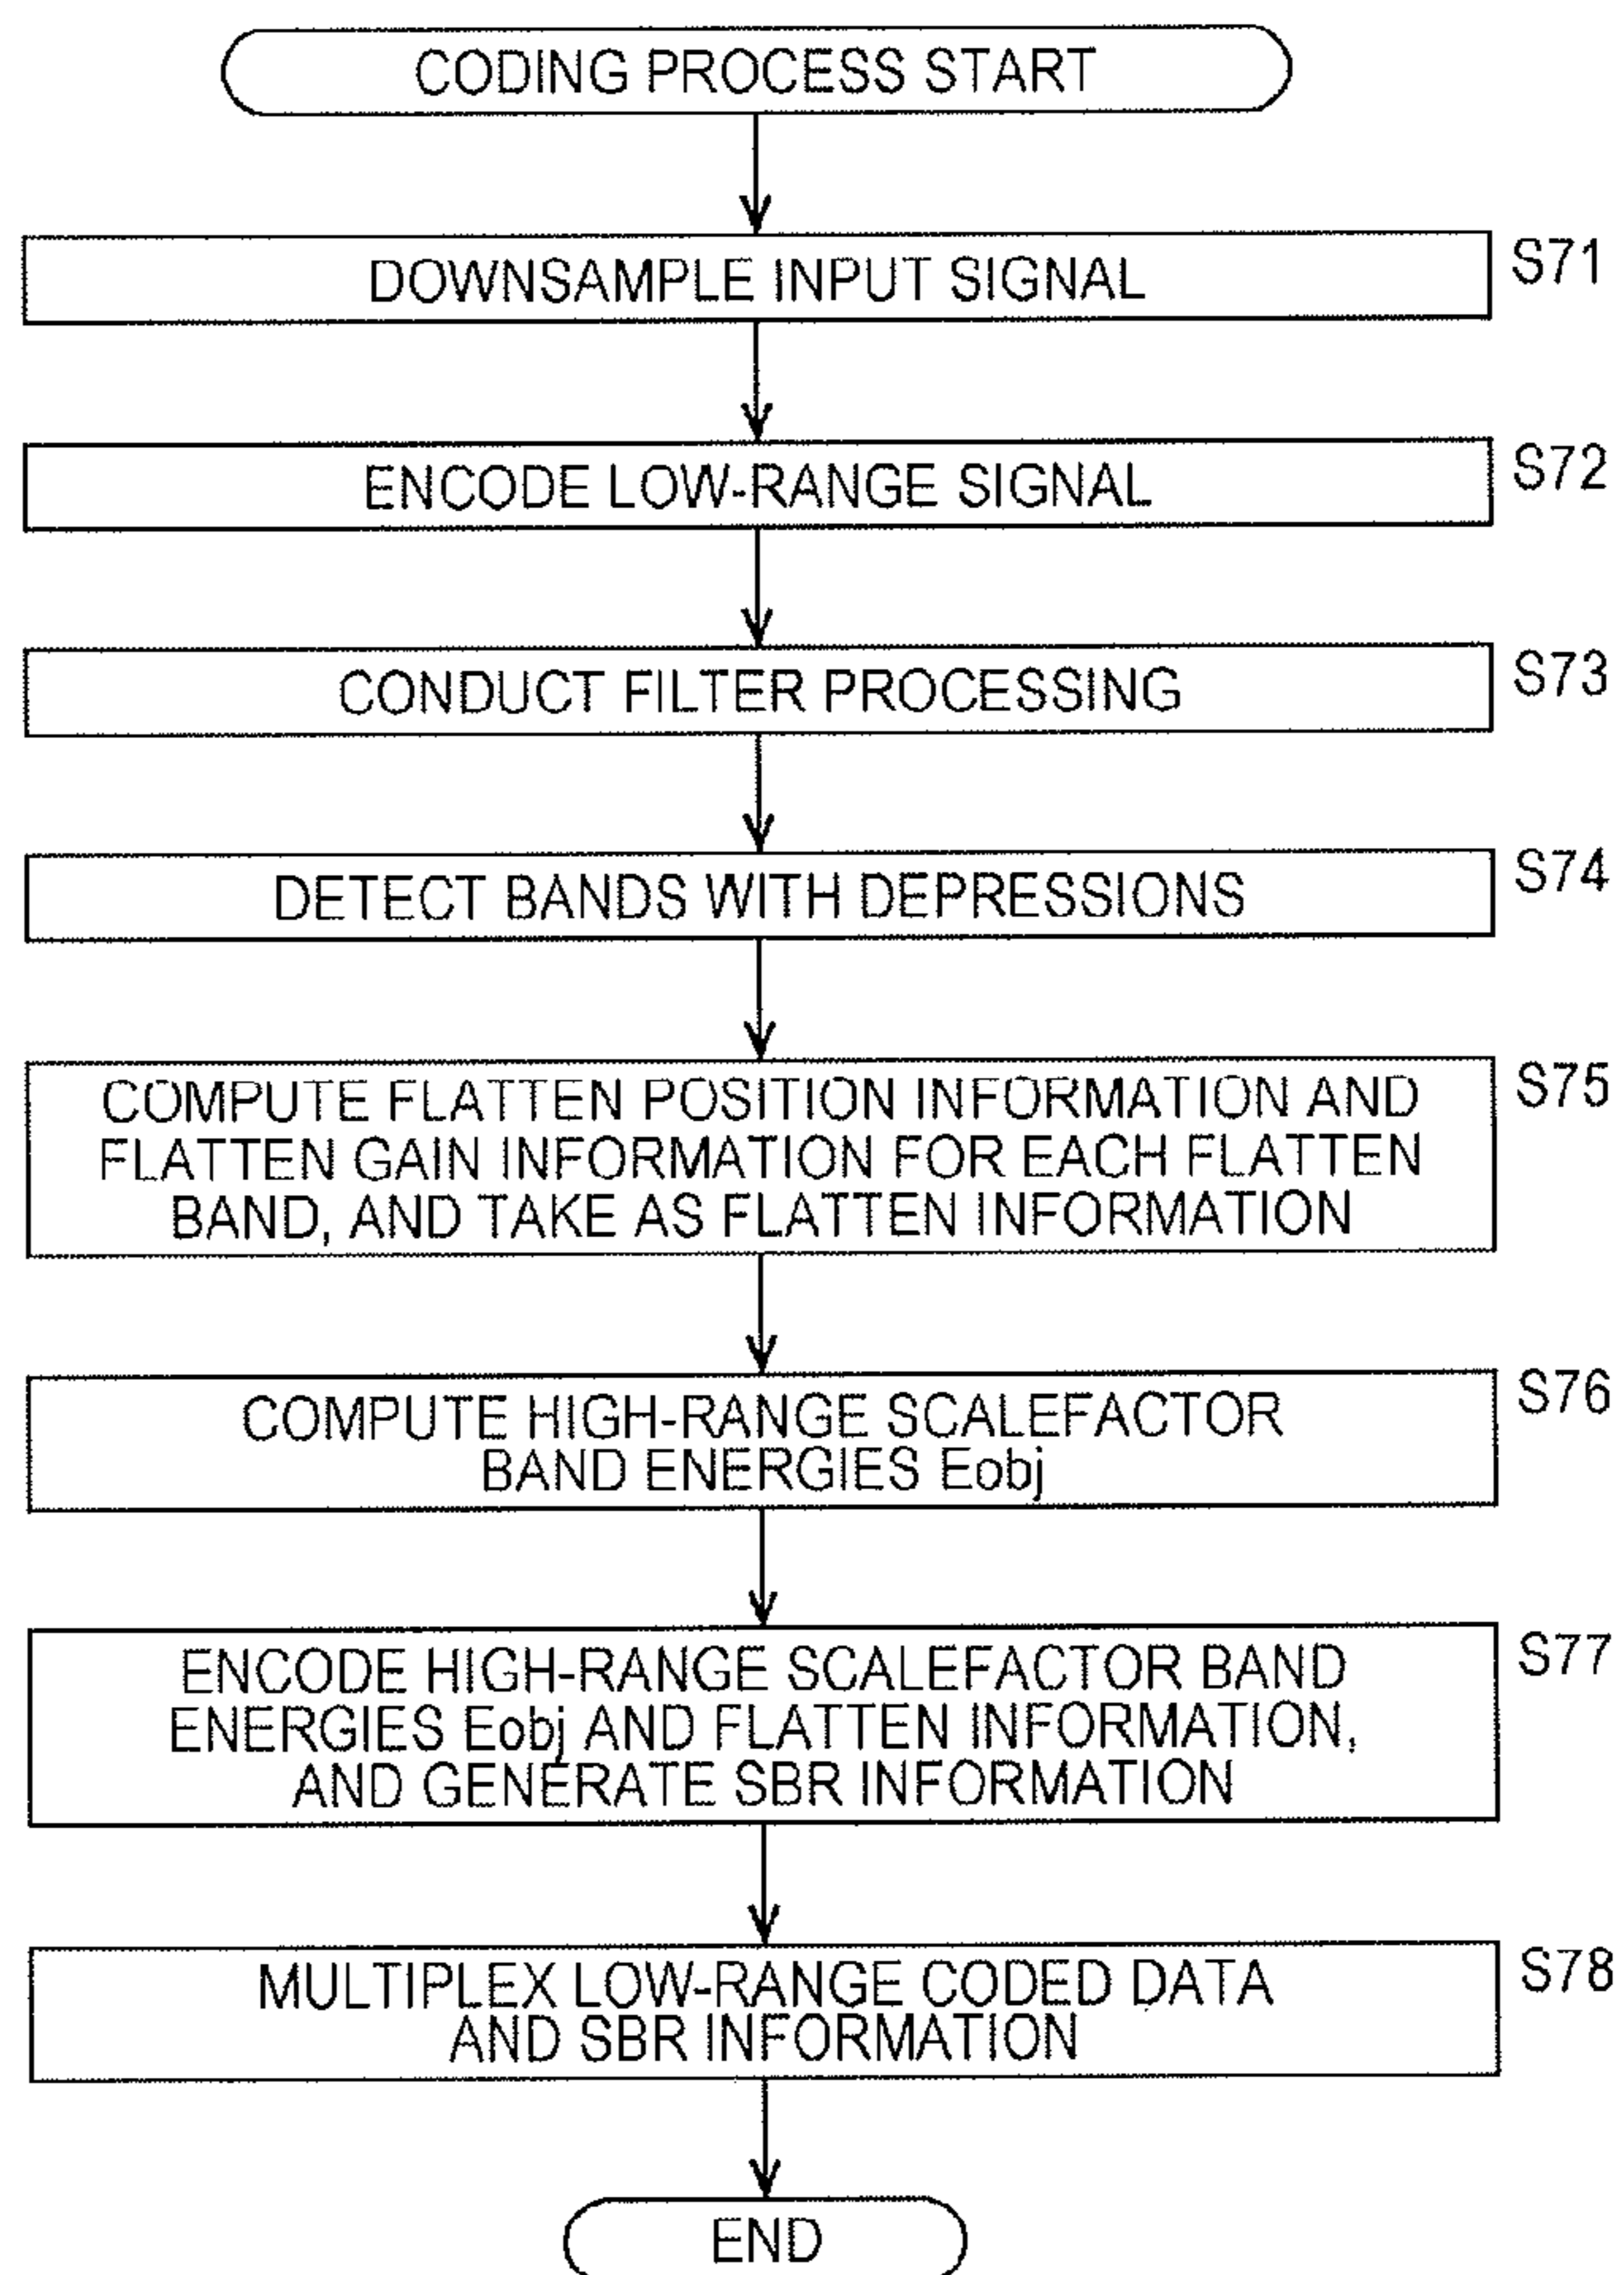 CODING PROCESS START
DOWNSAMPLE INPUT SIGNAL
S71
ENCODE LOW-RANGE SIGNAL
S72
CONDUCT FILTER PROCESSING
S73
DETECT BANDS WITH DEPRESSIONS
S74
COMPUTE FLATTEN POSITION INFORMATION AND
FLATTEN GAIN INFORMATION FOR EACH FLATTEN
BAND, AND TAKE AS FLATTEN INFORMATION
S75
COMPUTE HIGH-RANGE SCALEFACTOR
BAND ENERGIES Eobj
S76
ENCODE HIGH-RANGE SCALEFACTOR BAND
ENERGIES Eobj AND FLATTEN INFORMATION,
AND GENERATE SBR INFORMATION
S77
MULTIPLEX LOW-RANGE CODED DATA
AND SBR INFORMATION
S78
END